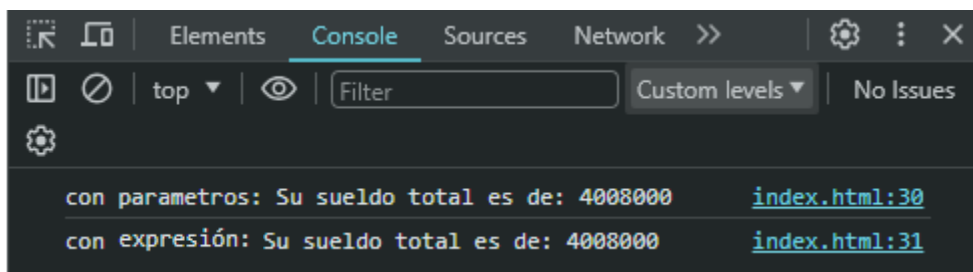 Elements Console Sources Network
top Filter Custom levels No Issues
con parametros: Su sueldo total es de: 4008000 index.html:30
con expresión: Su sueldo total es de: 4008000 index.html:31